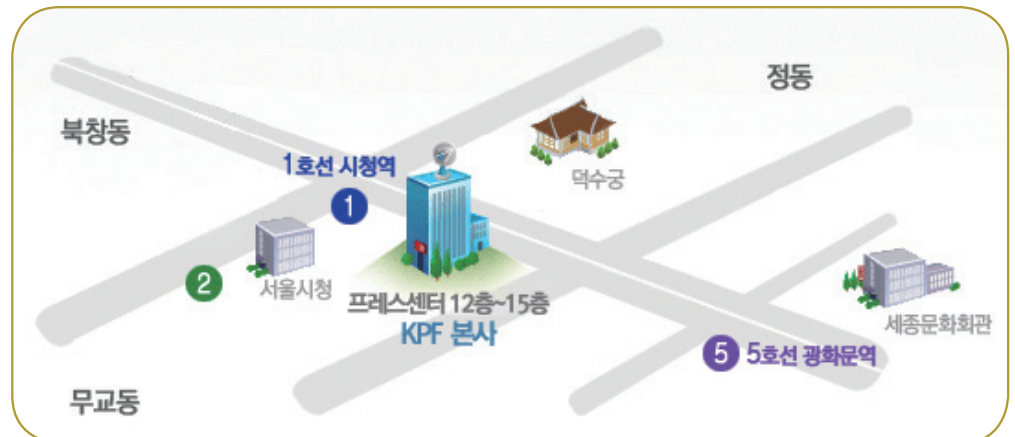 정동
북창동
1호선 시청역
1
덕수궁
2
서울시청
프레스센터 12층~15층
KPF 본사
세종문화회관
5 5호선 광화문역
무교동